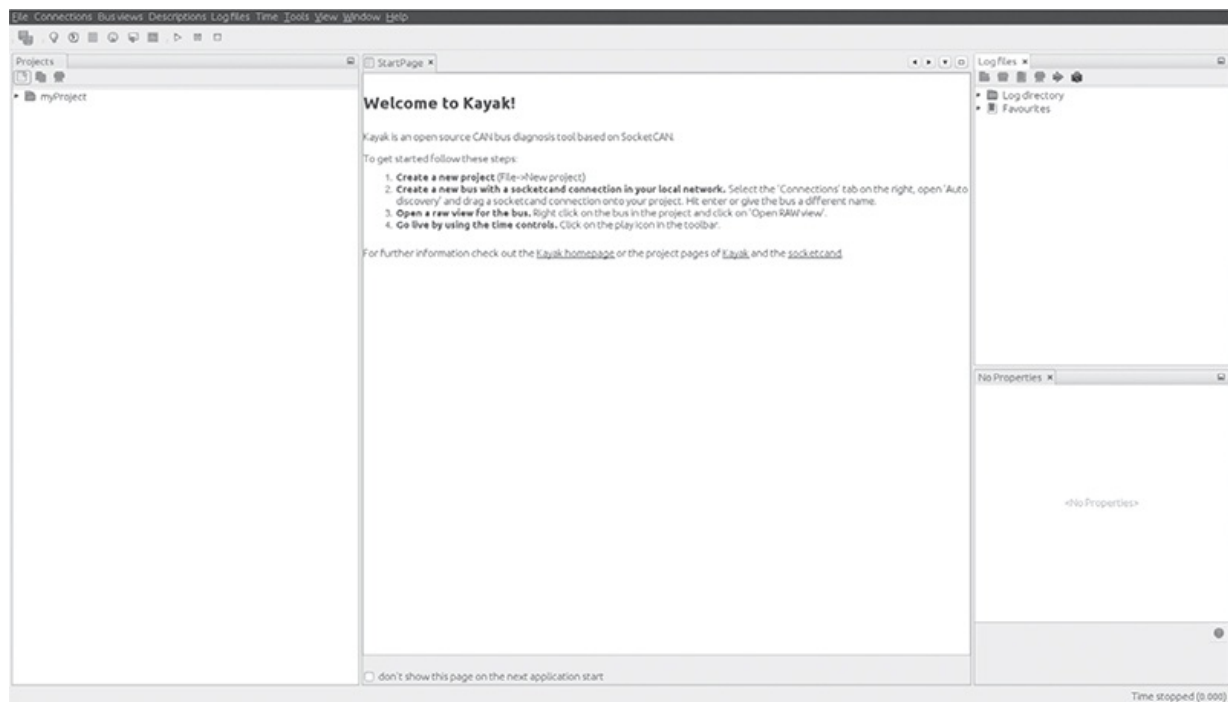 File Connections Bus views Descriptions Log files Time Tools View Window Help
Projects
myProject
StartPage
Welcome to Kayak!
Kayak is an open source CAN bus diagnosis tool based on SocketCAN.
To get started follow these steps:
1. Create a new project (File->New project)
2. Create a new bus with a socketcand connection in your local network. Select the 'Connections' tab on the right, open 'Auto
discovery' and drag a socketcand connection onto your project. Hit enter or give the bus a different name.
3. Open a raw view for the bus. Right click on the bus in the project and click on 'Open RAW view'.
4. Go live by using the time controls. Click on the play icon in the toolbar.
For further information check out the Kayak homepage or the project pages of Kayak and the socketcand.
don't show this page on the next application start
Log files
Log directory
Favourites
No Properties
<No Properties>
Time stopped (0.000)